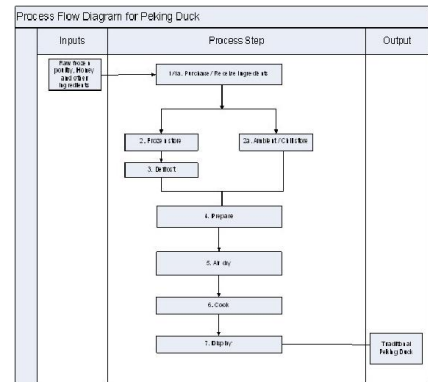 Process Flow Diagram for Peking Duck
Inputs
Process Step
Output
Raw frozen
poultry, Honey
and other
ingredients
1/1a. Purchase / Receive Ingredients
2. Frozen store
2a. Ambient / Chill store
3. Defrost
4. Prepare
5. Air dry
6. Cook
7. Display
Traditional
Peking Duck